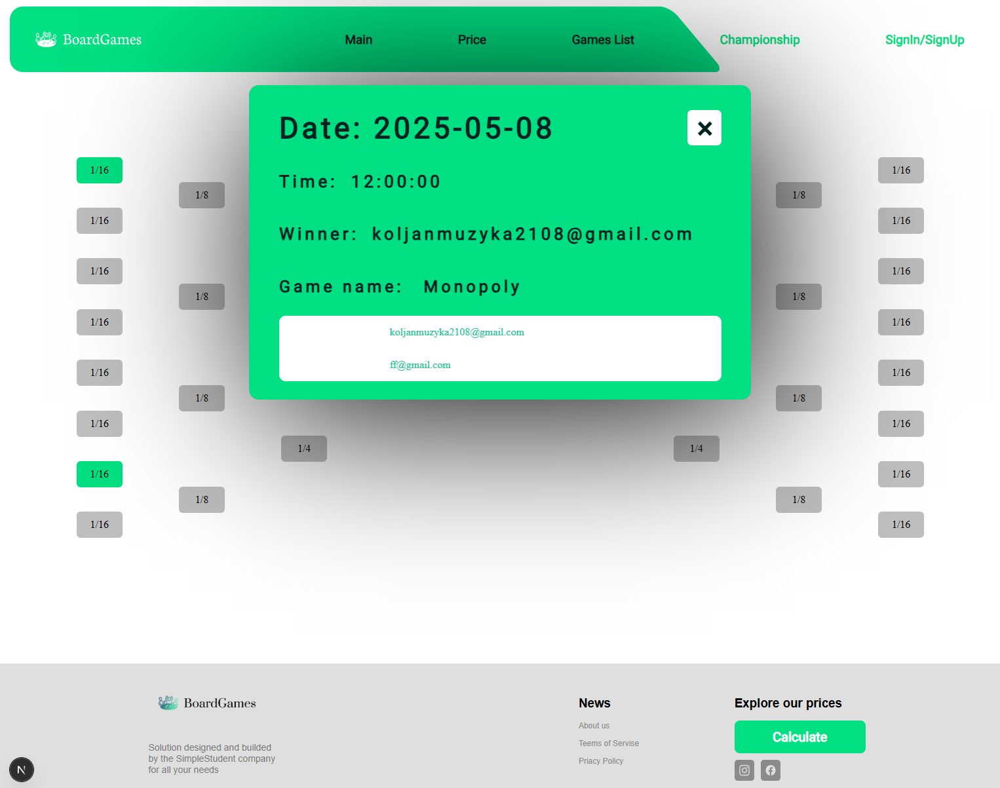 BoardGames
Main
Price
Games List
Championship
SignIn/SignUp
Date: 2025-05-08
Time: 12:00:00
Winner: koljanmuzyka2108@gmail.com
Game name: Monopoly
koljanmuzyka2108@gmail.com
ff@gmail.com
1/16
1/16
1/16
1/16
1/16
1/16
1/16
1/16
1/8
1/8
1/8
1/8
1/4
1/4
1/8
1/8
1/8
1/8
1/16
1/16
1/16
1/16
1/16
1/16
1/16
1/16
BoardGames
Solution designed and builded
by the SimpleStudent company
for all your needs
News
About us
Teems of Servise
Priacy Policy
Explore our prices
Calculate
N